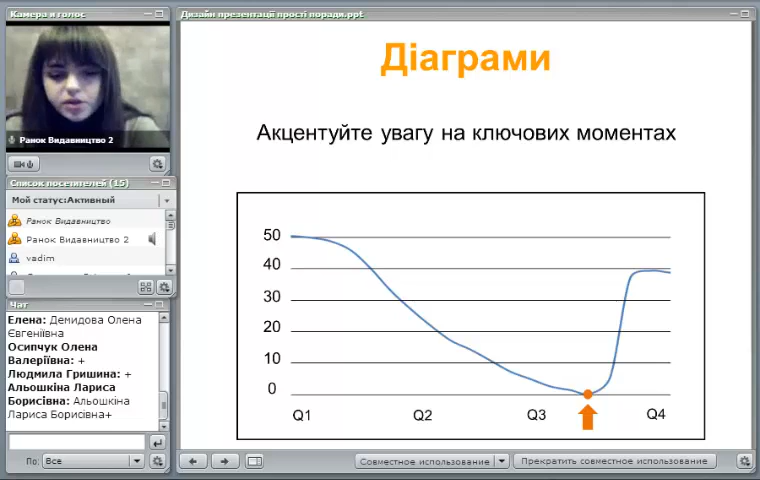 Камера и голос
Ранок Видавництво 2
Список посетителей (15)
Мой статус:Активный
Ранок Видавництво
Ранок Видавництво 2
vadim
Чат
Елена: Демидова Олена
Євгеніївна
Осипчук Олена
Валеріївна: +
Людмила Гришина: +
Альошкіна Лариса
Борисівна: Альошкіна
Лариса Борисівна+
По:
Все
Дизайн презентації прості поради.ppt
Діаграми
Акцентуйте увагу на ключових моментах
50
40
30
20
10
0
Q1 Q2 Q3 Q4
Совместное использование
Прекратить совместное использование